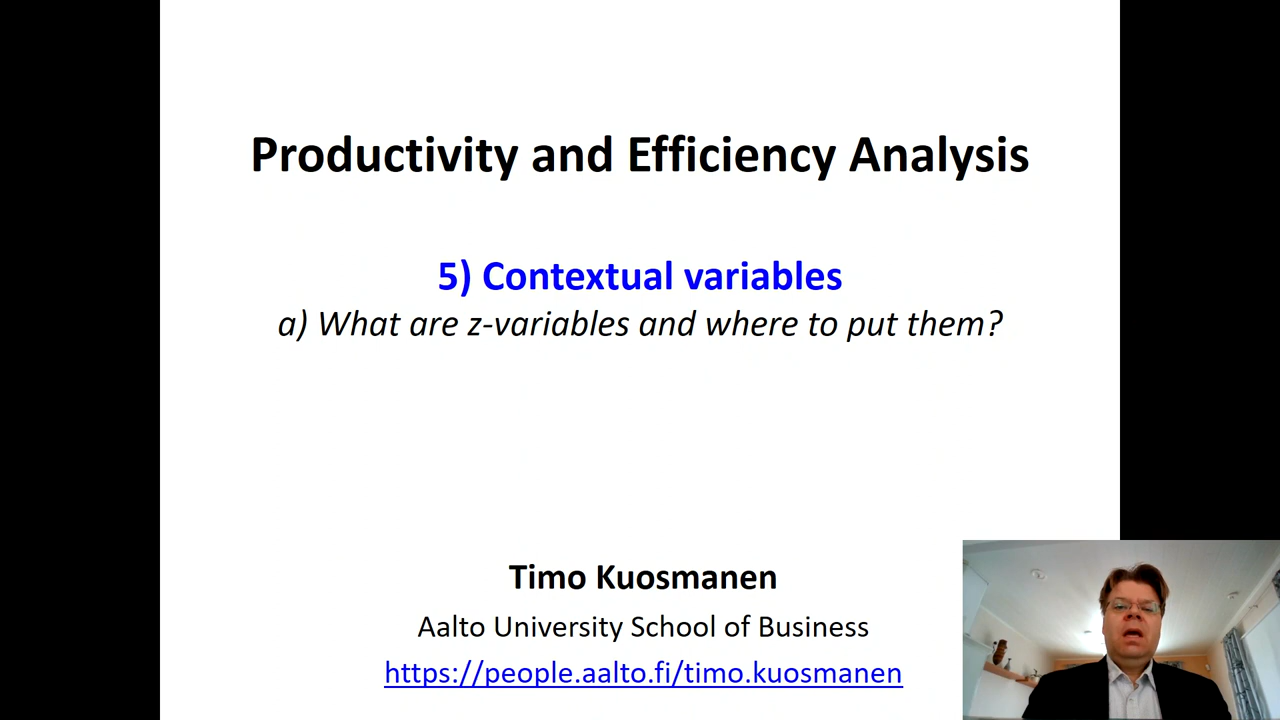 Productivity and Efficiency Analysis
5) Contextual variables
a) What are z-variables and where to put them?
Timo Kuosmanen
Aalto University School of Business
https://people.aalto.fi/timo.kuosmanen